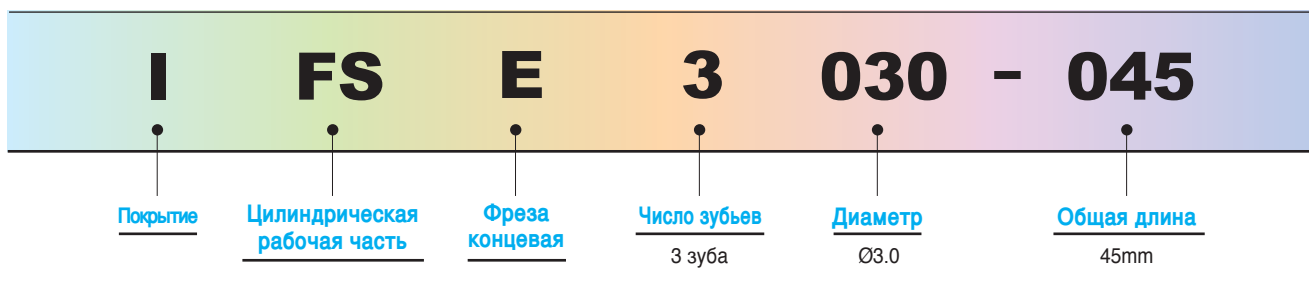 I FS E 3 030 - 045
Покрытие
Цилиндрическая
рабочая часть
Фреза
концевая
Число зубьев
3 зуба
Диаметр
Ø3.0
Общая длина
45mm